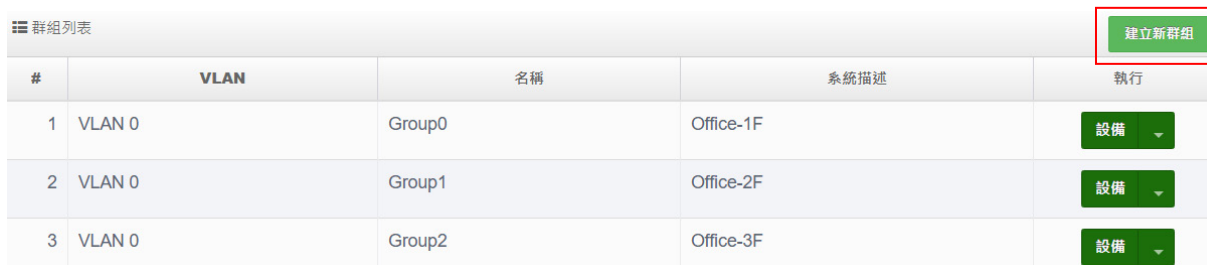 群組列表
建立新群組
# VLAN 名稱 系統描述 執行
1 VLAN 0 Group0 Office-1F 設備
2 VLAN 0 Group1 Office-2F 設備
3 VLAN 0 Group2 Office-3F 設備